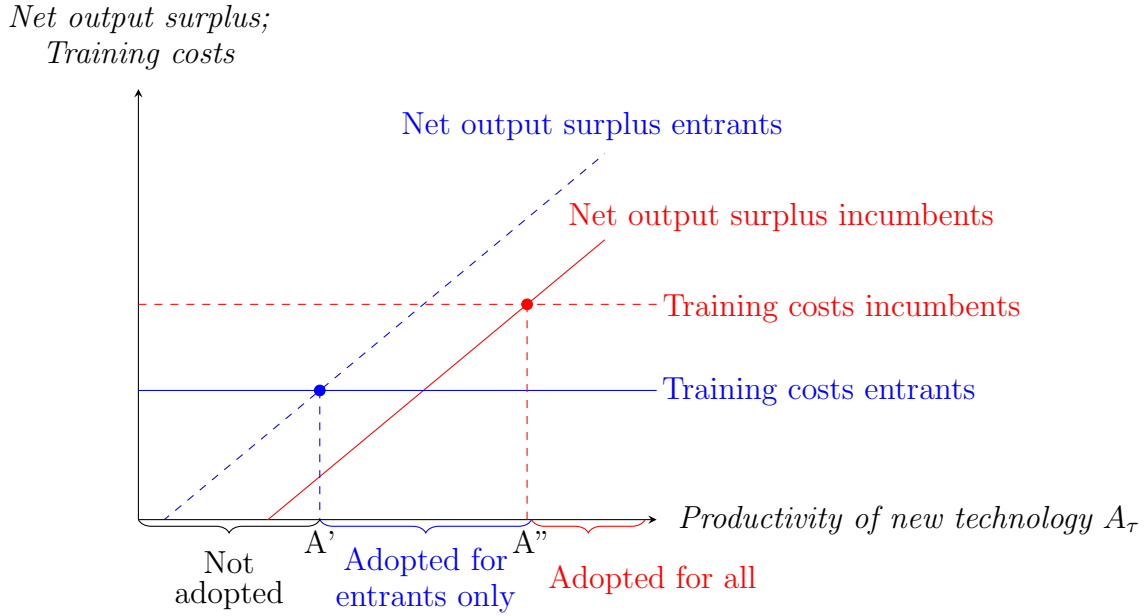 Net output surplus;
Training costs
Net output surplus entrants
Net output surplus incumbents
Training costs incumbents
Training costs entrants
Productivity of new technology A_τ
A'
A''
Not
adopted
Adopted for
entrants only
Adopted for all